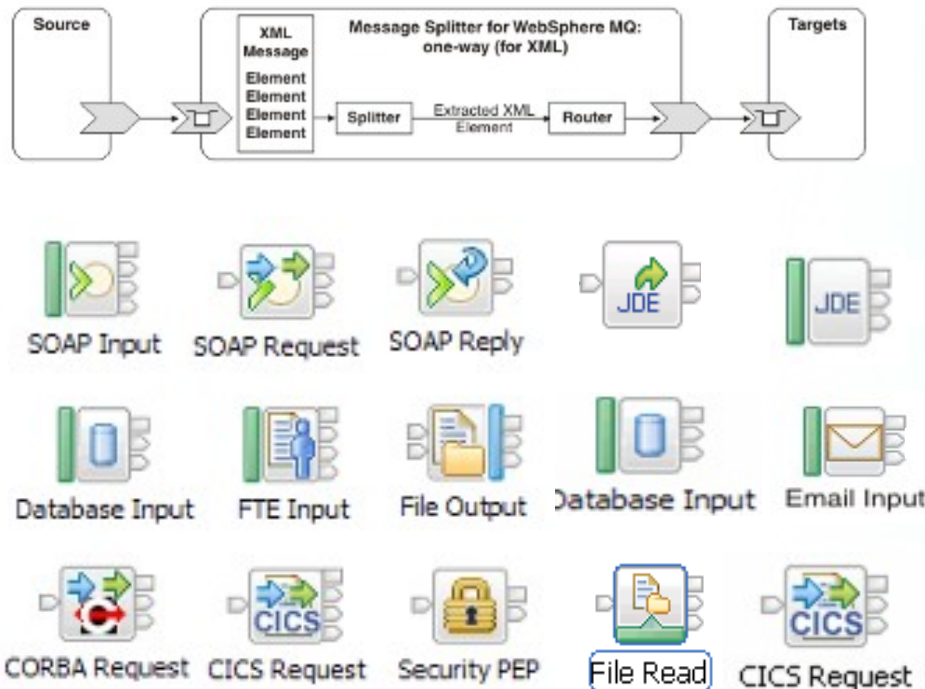 Source
XML
Message
Element
Element
Element
Element
Message Splitter for WebSphere MQ:
one-way (for XML)
Splitter
Extracted XML
Element
Router
Targets
SOAP Input
SOAP Request
SOAP Reply
JDE
JDE
Database Input
FTE Input
File Output
Database Input
Email Input
C
CICS
CICS
CORBA Request
CICS Request
Security PEP
File Read
CICS Request